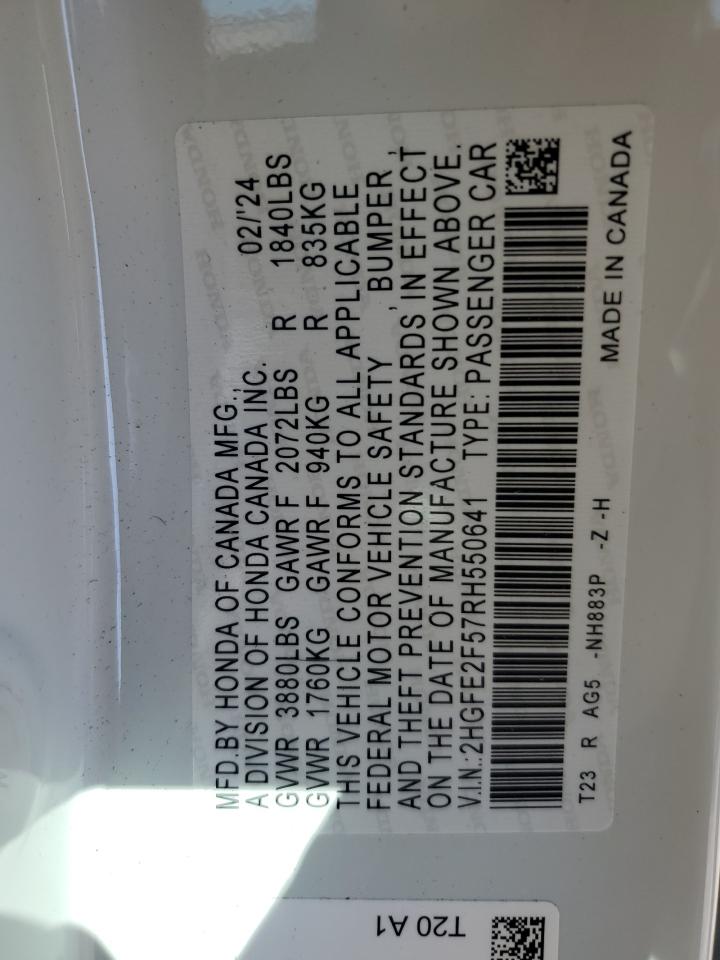 MFD.BY HONDA OF CANADA MFG.,
A DIVISION OF HONDA CANADA INC. 02/'24
GVWR 3880LBS GAWR F 2072LBS R 1840LBS
GVWR 1760KG GAWR F 940KG R 835KG
THIS VEHICLE CONFORMS TO ALL APPLICABLE
FEDERAL MOTOR VEHICLE SAFETY , BUMPER ,
AND THEFT PREVENTION STANDARDS IN EFFECT
ON THE DATE OF MANUFACTURE SHOWN ABOVE.
V.I.N.:2HGFE2F57RH550641 TYPE: PASSENGER CAR
T23 R AG5 -NH883P -Z -H
MADE IN CANADA
T20 A1